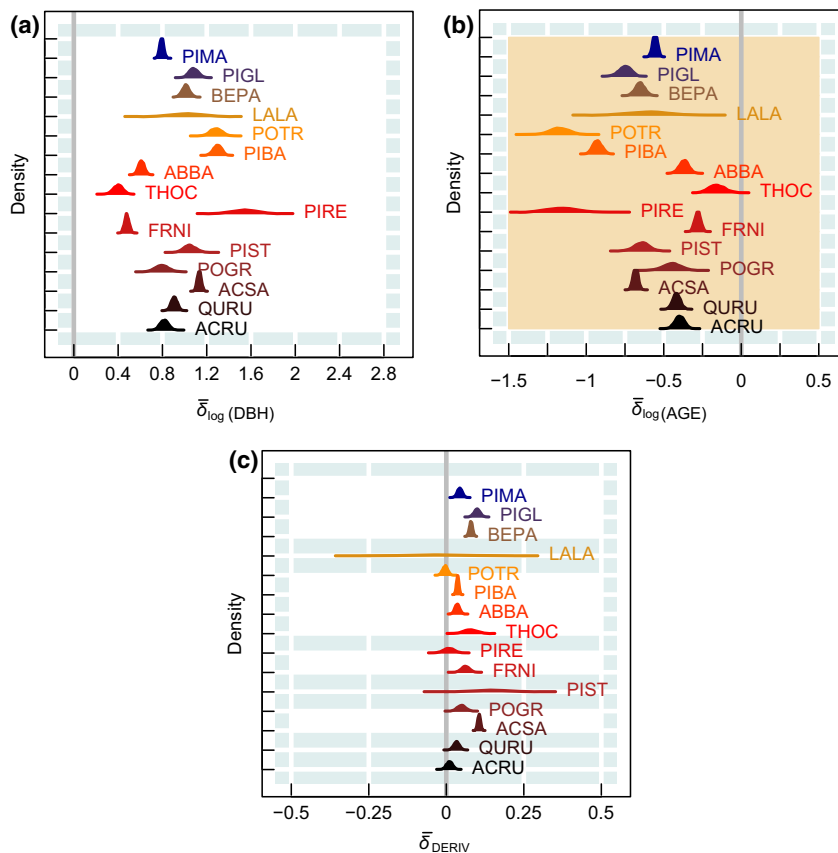 (a)
Density
PIMA
PIGL
BEPA
LALA
POTR
PIBA
ABBA
THOC
PIRE
FRNI
PIST
POGR
ACSA
QURU
ACRU
0 0.4 0.8 1.2 1.6 2 2.4 2.8
δ̄log (DBH)
(b)
Density
PIMA
PIGL
BEPA
LALA
POTR
PIBA
ABBA
THOC
PIRE
FRNI
PIST
POGR
ACSA
QURU
ACRU
−1.5 −1 −0.5 0 0.5
δ̄log(AGE)
(c)
Density
PIMA
PIGL
BEPA
LALA
POTR
PIBA
ABBA
THOC
PIRE
FRNI
PIST
POGR
ACSA
QURU
ACRU
−0.5 −0.25 0 0.25 0.5
δ̄DERIV